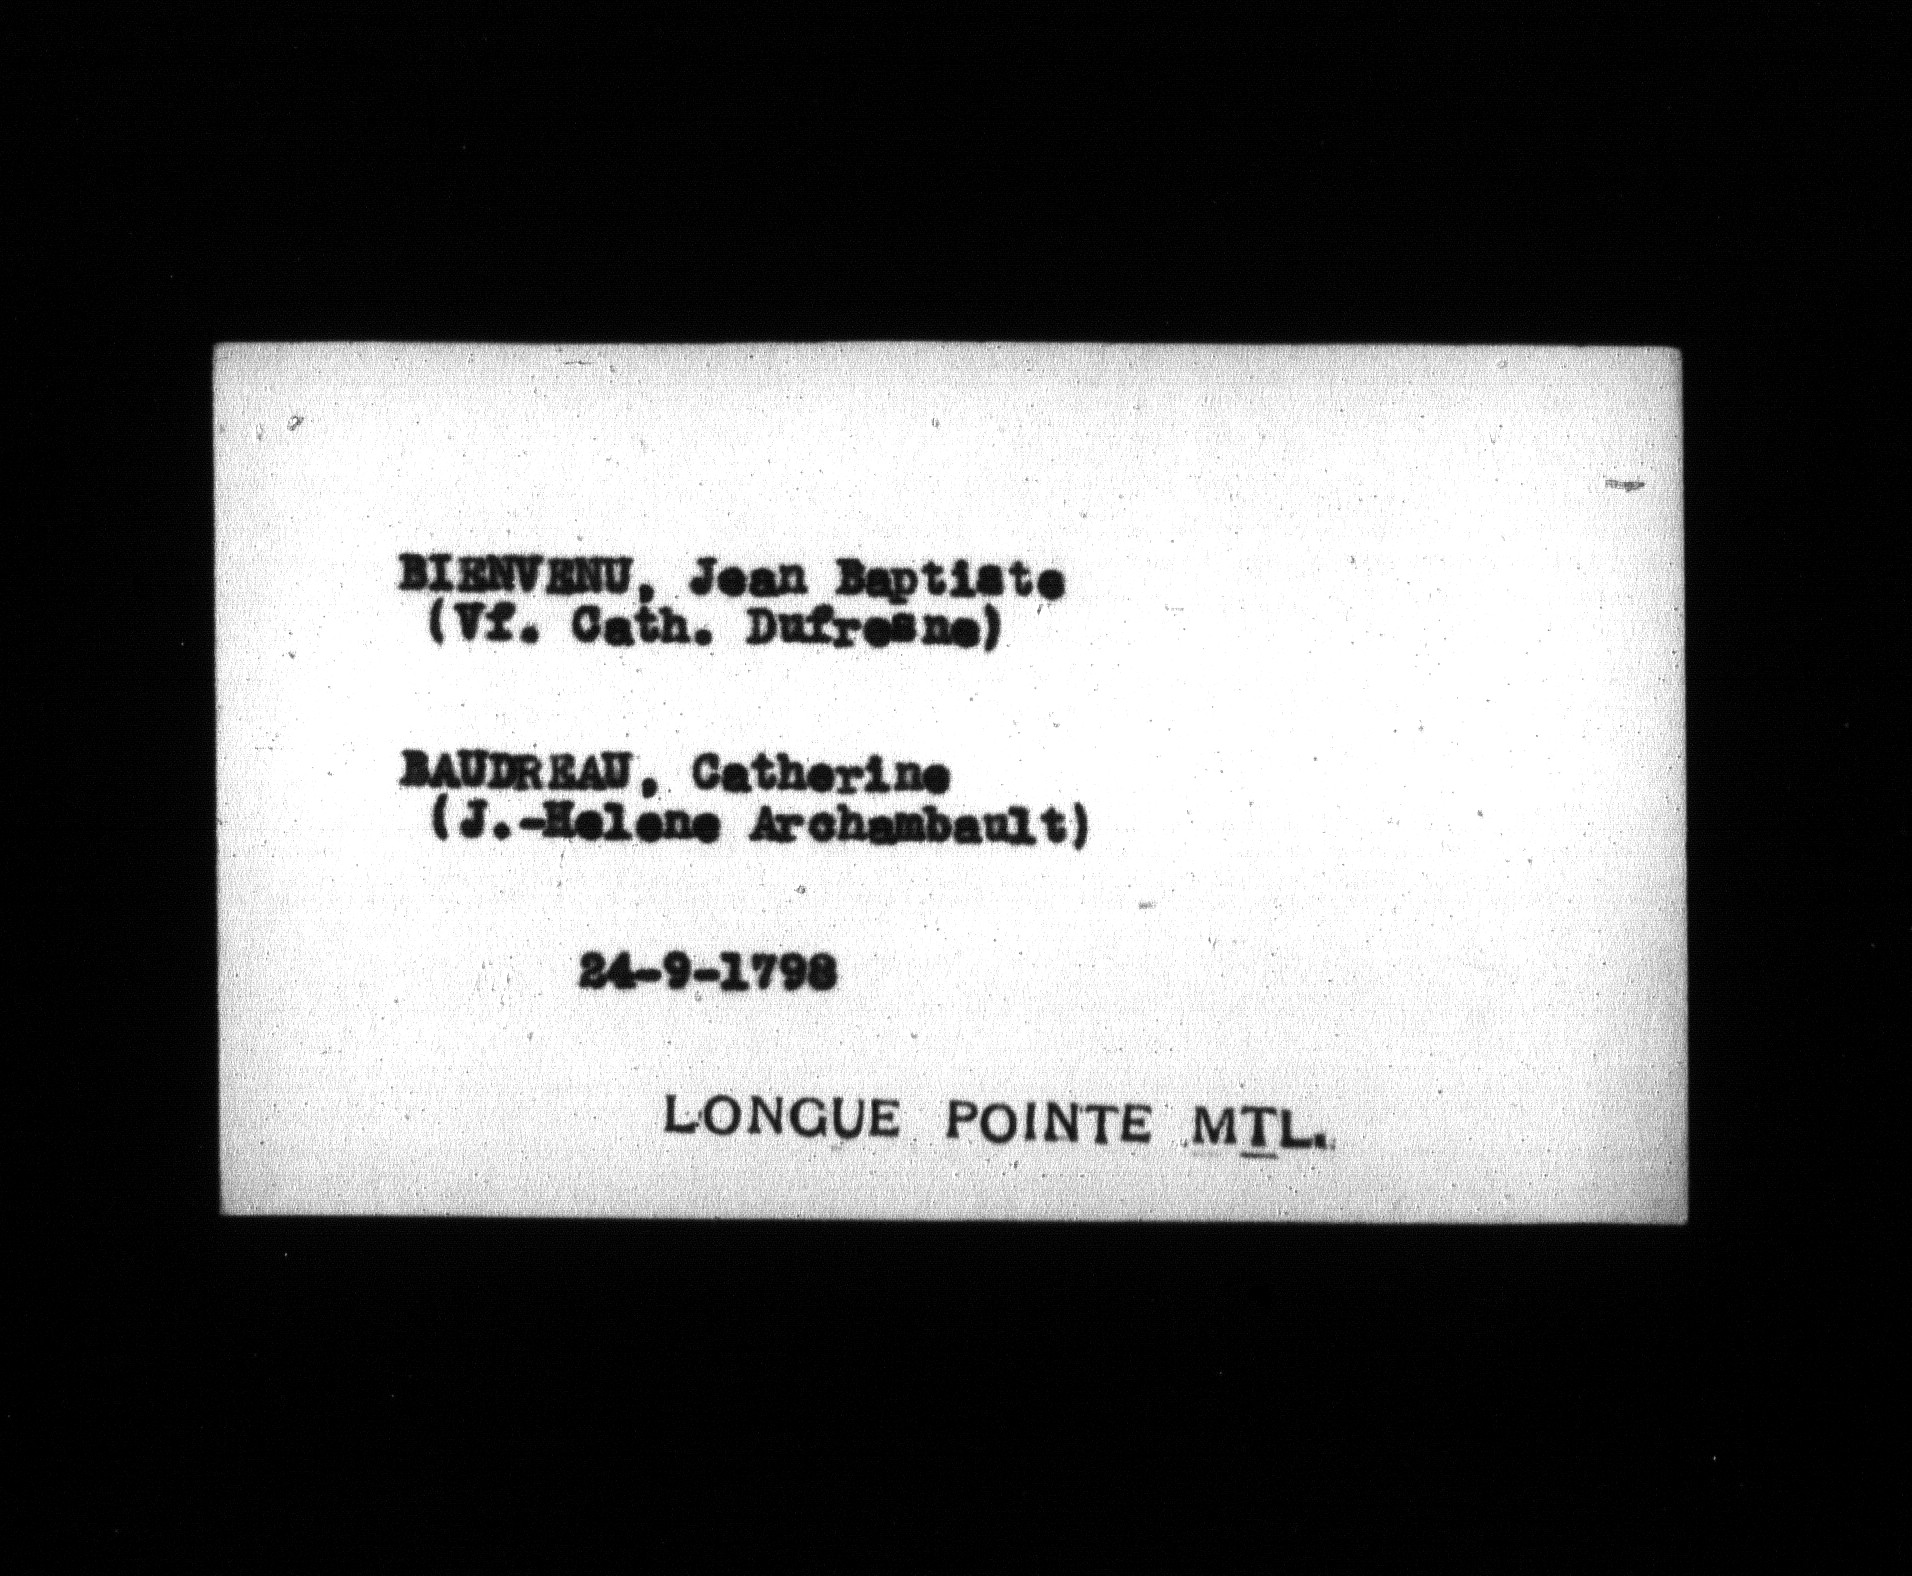 BIENVENU, Jean Baptiste
(Vf. Cath. Dufresne)
BAUDREAU, Catherine
(J.-Helene Archambault)
24-9-1798
LONGUE POINTE MTL.